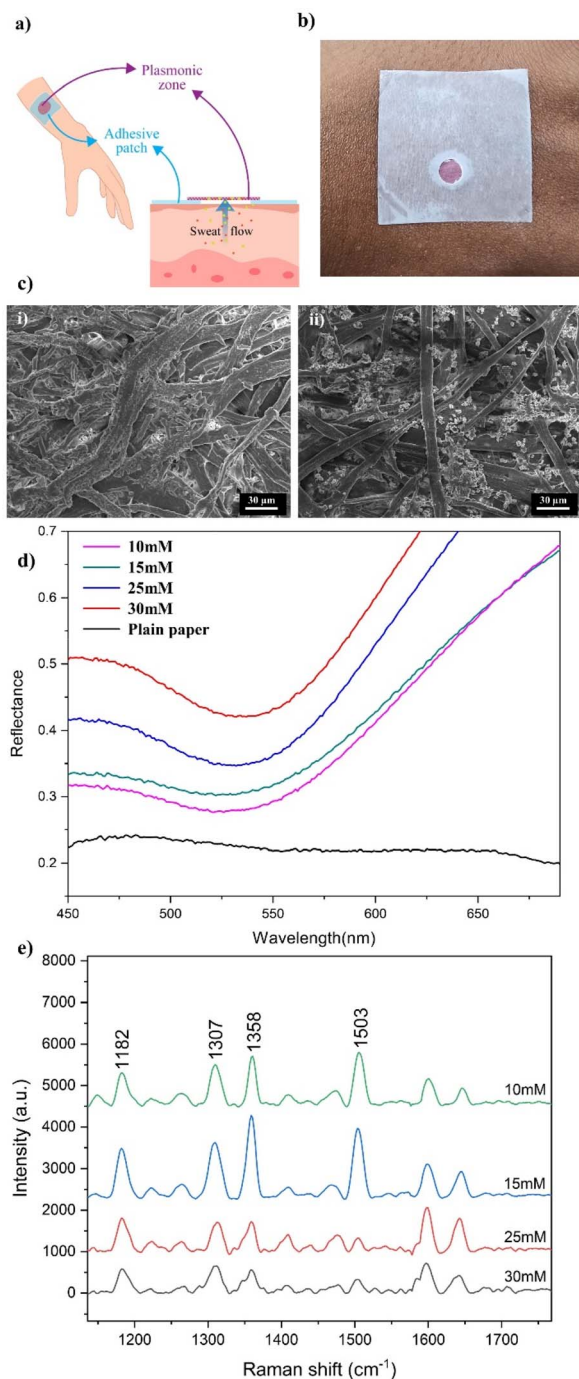 a)
Plasmonic
zone
Adhesive
patch
Sweat flow
b)
c)
i)
30 μm
ii)
30 μm
d)
10mM
15mM
25mM
30mM
Plain paper
0.7
0.6
0.5
0.4
0.3
0.2
Reflectance
450 500 550 600 650
Wavelength(nm)
e)
8000
7000
6000
5000
4000
3000
2000
1000
0
Intensity (a.u.)
1182 1307 1358 1503
10mM
15mM
25mM
30mM
1200 1300 1400 1500 1600 1700
Raman shift (cm⁻¹)